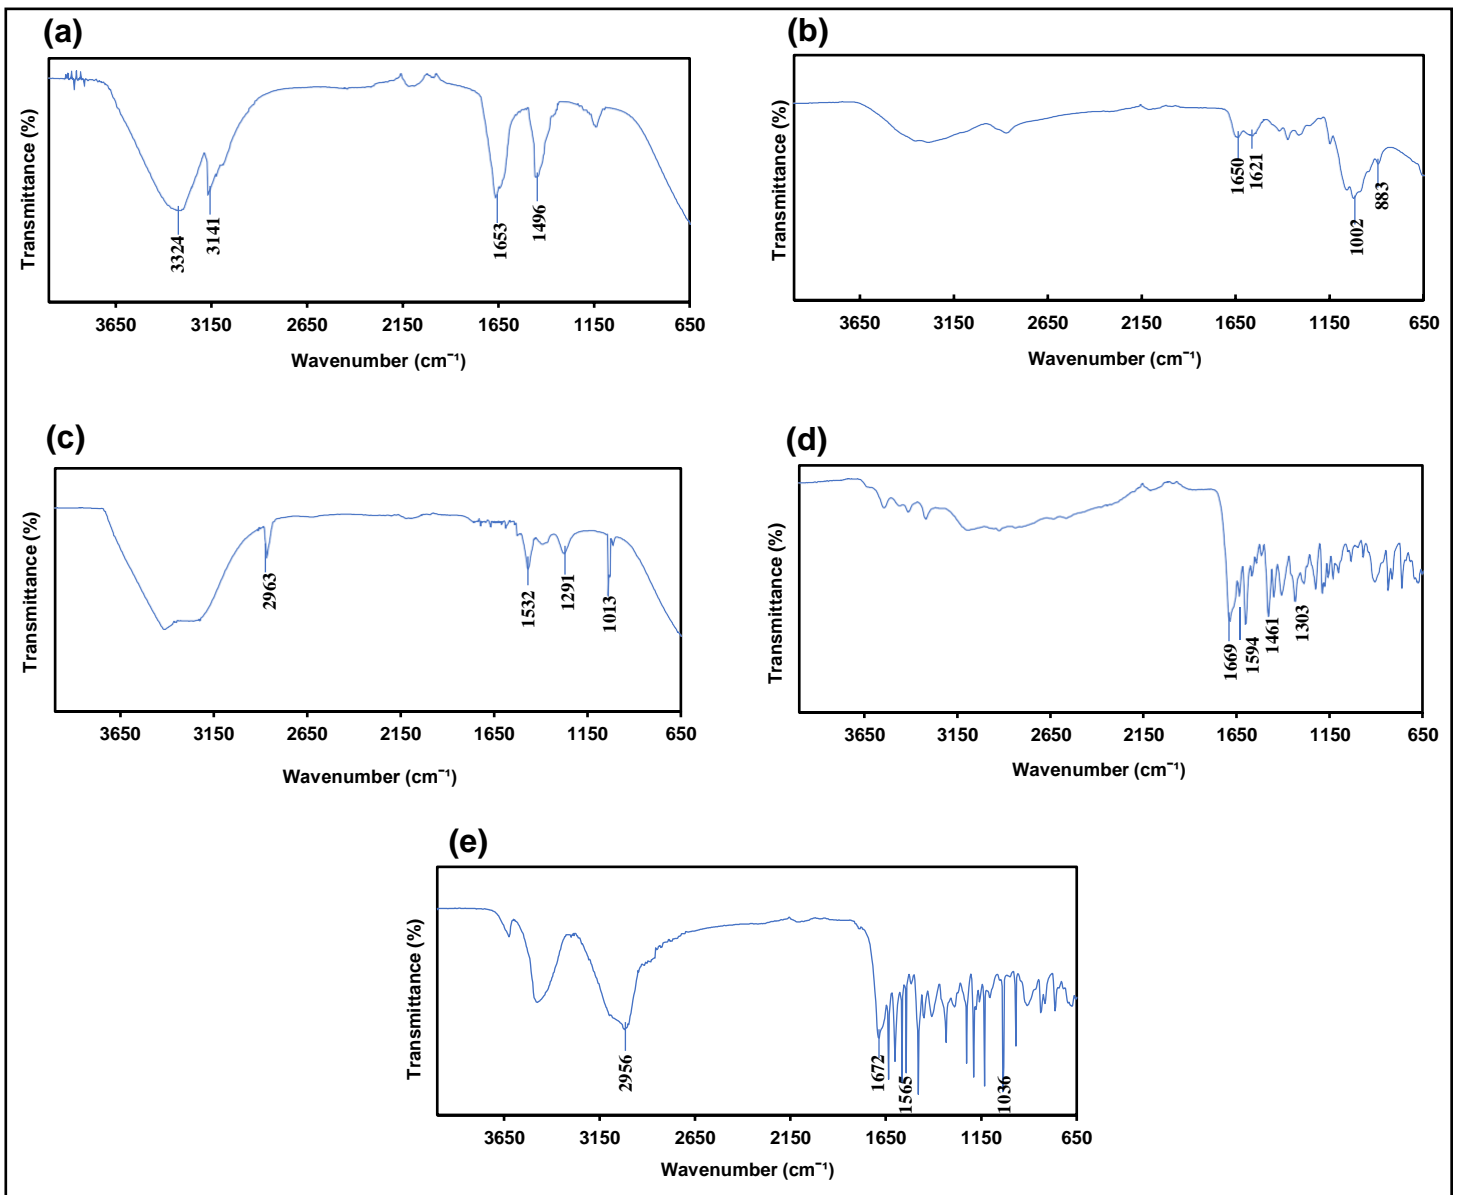 (a)
Transmittance (%)
3324
3141
1653
1496
3650 3150 2650 2150 1650 1150 650
Wavenumber (cm⁻¹)
(b)
Transmittance (%)
1650
1621
1002
883
3650 3150 2650 2150 1650 1150 650
Wavenumber (cm⁻¹)
(c)
Transmittance (%)
2963
1532
1291
1013
3650 3150 2650 2150 1650 1150 650
Wavenumber (cm⁻¹)
(d)
Transmittance (%)
1669
1594
1461
1303
3650 3150 2650 2150 1650 1150 650
Wavenumber (cm⁻¹)
(e)
Transmittance (%)
2956
1672
1565
1036
3650 3150 2650 2150 1650 1150 650
Wavenumber (cm⁻¹)